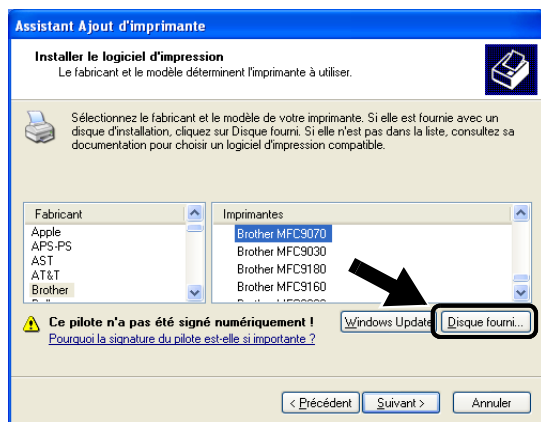 Assistant Ajout d'imprimante
Installer le logiciel d'impression
Le fabricant et le modèle déterminent l'imprimante à utiliser.
Sélectionnez le fabricant et le modèle de votre imprimante. Si elle est fournie avec un
disque d'installation, cliquez sur Disque fourni. Si elle n'est pas dans la liste, consultez sa
documentation pour choisir un logiciel d'impression compatible.
Fabricant
Apple
APS-PS
AST
AT&T
Brother
Imprimantes
Brother MFC9070
Brother MFC9030
Brother MFC9180
Brother MFC9160
Ce pilote n'a pas été signé numériquement !
Pourquoi la signature du pilote est-elle si importante ?
Windows Update
Disque fourni...
< Précédent
Suivant >
Annuler